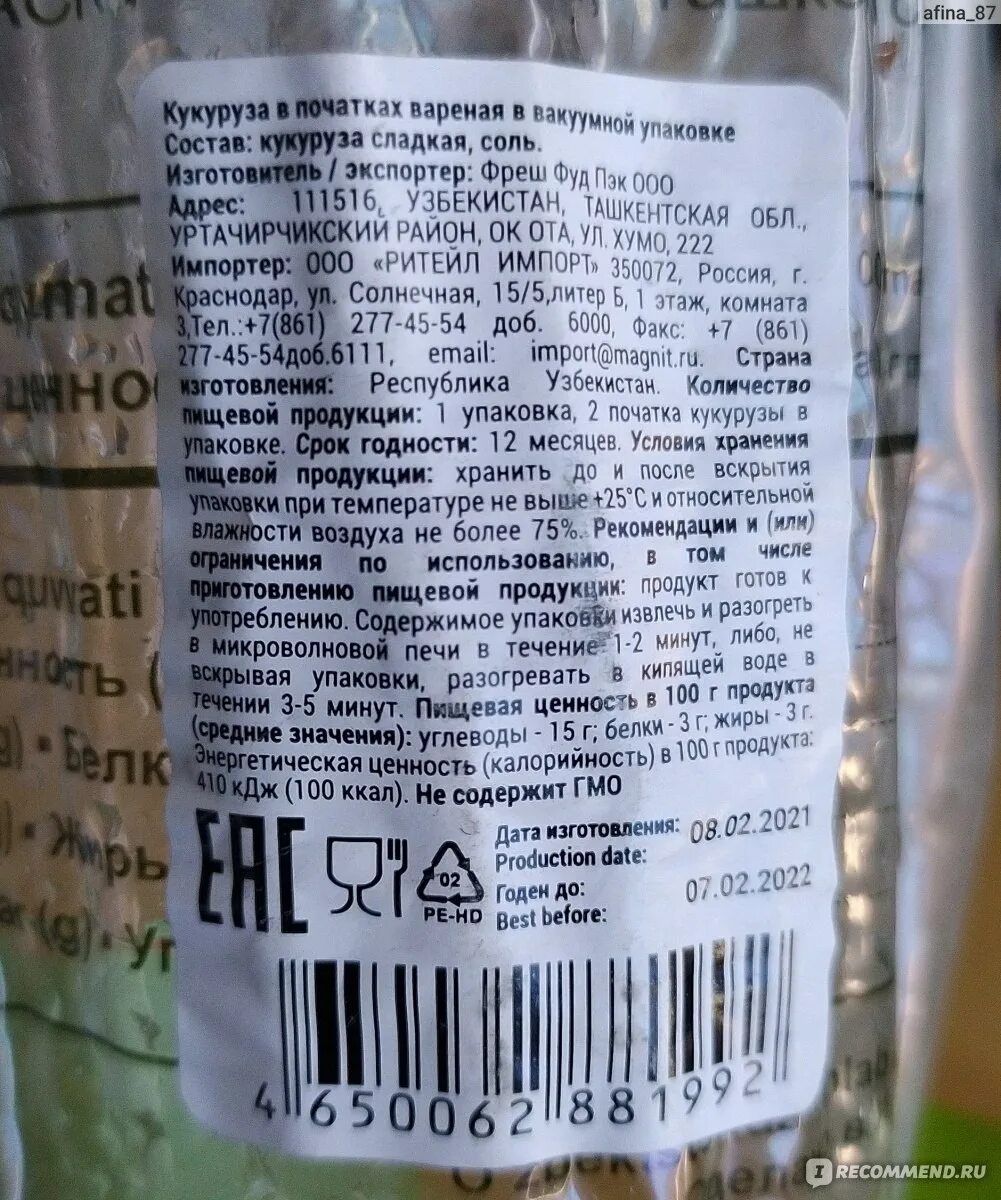 afina_87
Кукуруза в початках вареная в вакуумной упаковке
Состав: кукуруза сладкая, соль.
Изготовитель / экспортер: Фреш Фуд Пэк ООО
Адрес: 111516, УЗБЕКИСТАН, ТАШКЕНТСКАЯ ОБЛ.,
УРТАЧИРЧИКСКИЙ РАЙОН, ОК ОТА, УЛ. ХУМО, 222
Импортер: ООО «РИТЕЙЛ ИМПОРТ» 350072, Россия, г.
Краснодар, ул. Солнечная, 15/5,литер Б, 1 этаж, комната
3,Тел.:+7(861) 277-45-54 доб. 6000, Факс: +7 (861)
277-45-54доб.6111, email: import@magnit.ru. Страна
изготовления: Республика Узбекистан. Количество
пищевой продукции: 1 упаковка, 2 початка кукурузы в
упаковке. Срок годности: 12 месяцев. Условия хранения
пищевой продукции: хранить до и после вскрытия
упаковки при температуре не выше +25°С и относительной
влажности воздуха не более 75%. Рекомендации и (или)
ограничения по использованию, в том числе
приготовлению пищевой продукции: продукт готов к
употреблению. Содержимое упаковки извлечь и разогреть
в микроволновой печи в течение 1-2 минут, либо, не
вскрывая упаковки, разогревать в кипящей воде в
течении 3-5 минут. Пищевая ценность в 100 г продукта
(средние значения): углеводы - 15 г; белки - 3 г; жиры - 3 г.
Энергетическая ценность (калорийность) в 100 г продукта:
410 кДж (100 ккал). Не содержит ГМО
EAC
02
PE-HD
Дата изготовления: 08.02.2021
Production date:
Годен до: 07.02.2022
Best before:
4 650062 881992
qimat
ценно
quvvati
нность (
g) • Белк
• Жиры
(g) • Уг
RECOMMEND.RU